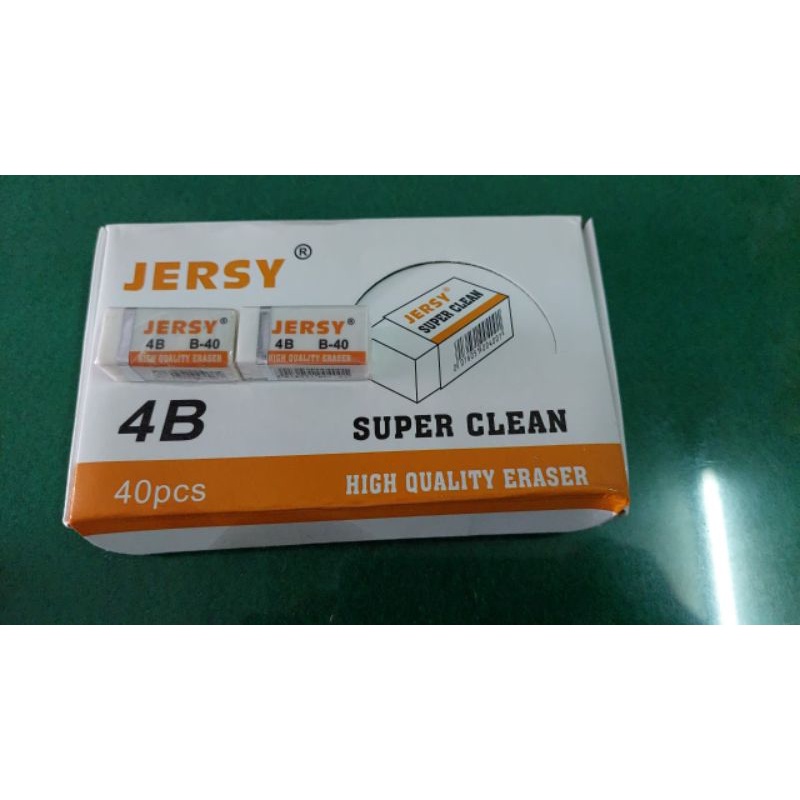 JERSY ®
JERSY®
SUPER CLEAN
JERSY®
4B B-40
HIGH QUALITY ERASER
JERSY®
4B B-40
HIGH QUALITY ERASER
4B
SUPER CLEAN
40pcs
HIGH QUALITY ERASER